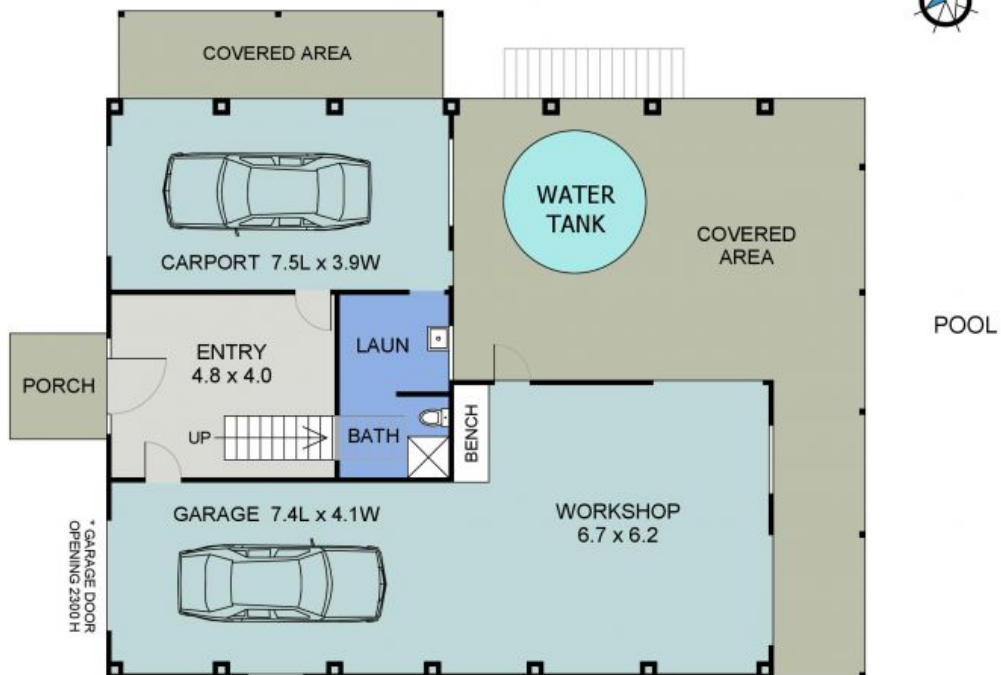 COVERED AREA
WATER
TANK
COVERED
AREA
CARPORT 7.5L x 3.9W
POOL
ENTRY
4.8 x 4.0
LAUN
PORCH
UP
BATH
BENCH
GARAGE 7.4L x 4.1W
WORKSHOP
6.7 x 6.2
* GARAGE DOOR
OPENING 2300 H